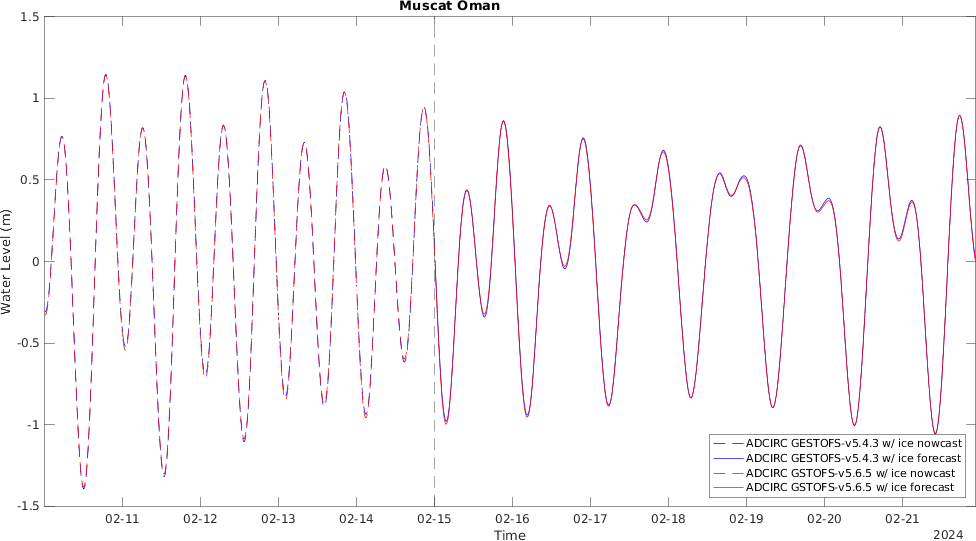 Muscat Oman
Water Level (m)
1.5
1
0.5
0
-0.5
-1
-1.5
02-11 02-12 02-13 02-14 02-15 02-16 02-17 02-18 02-19 02-20 02-21
Time
2024
ADCIRC GESTOFS-v5.4.3 w/ ice nowcast
ADCIRC GESTOFS-v5.4.3 w/ ice forecast
ADCIRC GSTOFS-v5.6.5 w/ ice nowcast
ADCIRC GSTOFS-v5.6.5 w/ ice forecast